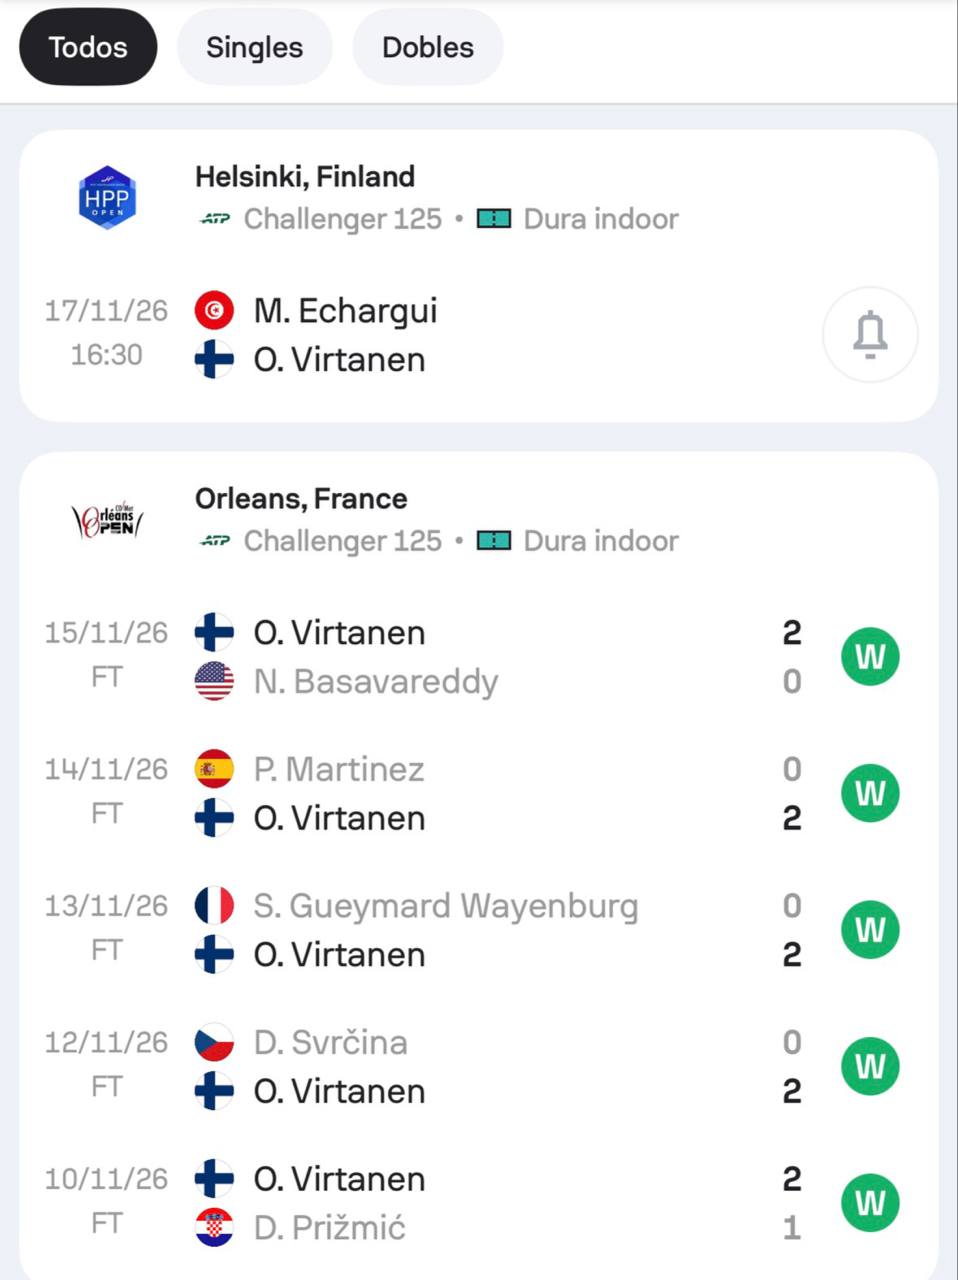 Todos Singles Dobles
HPP
OPEN
Helsinki, Finland
ATP Challenger 125 • Dura indoor
17/11/26 M. Echargui
16:30 O. Virtanen
Orléans
OPEN
Orleans, France
ATP Challenger 125 • Dura indoor
15/11/26 O. Virtanen 2
FT N. Basavareddy 0
W
14/11/26 P. Martinez 0
FT O. Virtanen 2
W
13/11/26 S. Gueymard Wayenburg 0
FT O. Virtanen 2
W
12/11/26 D. Svrčina 0
FT O. Virtanen 2
W
10/11/26 O. Virtanen 2
FT D. Prižmić 1
W